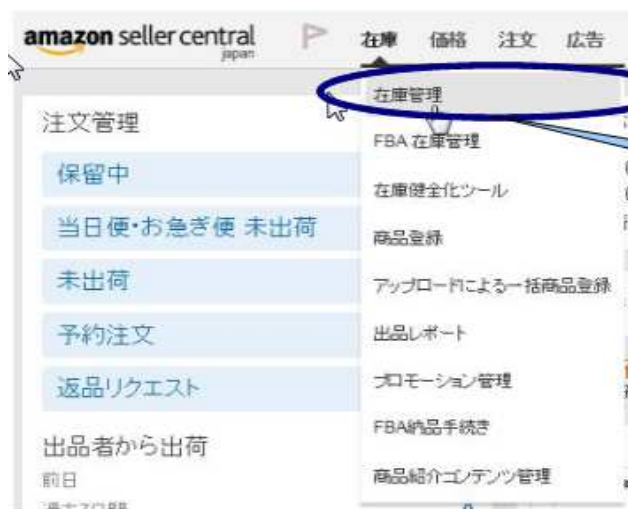 amazon seller central
japan
在庫 価格 注文 広告
在庫管理
FBA 在庫管理
在庫健全化ツール
商品登録
アップロードによる一括商品登録
出品レポート
プロモーション管理
FBA納品手続き
商品紹介コンテンツ管理
注文管理
保留中
当日便・お急ぎ便 未出荷
未出荷
予約注文
返品リクエスト
出品者から出荷
前日
過去7日間